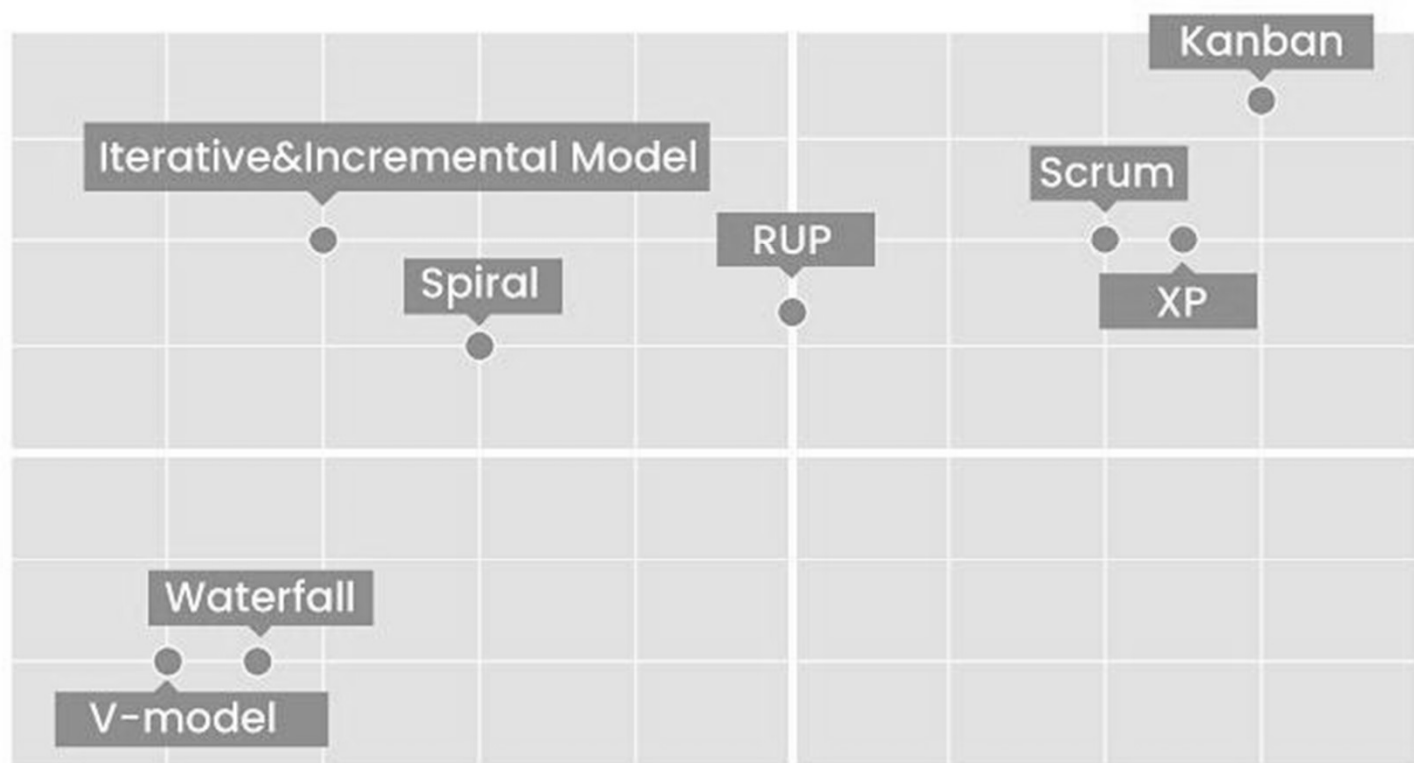 Kanban
Iterative&Incremental Model
Scrum
RUP
Spiral
XP
Waterfall
V-model